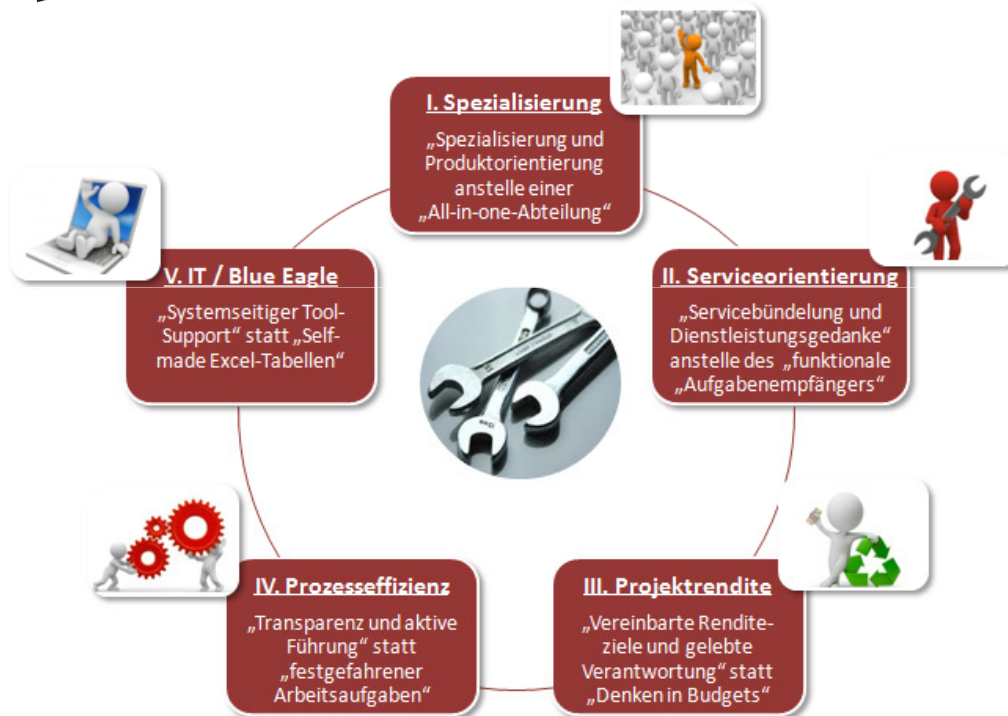 I. Spezialisierung
„Spezialisierung und
Produktorientierung
anstelle einer
„All-in-one-Abteilung“
II. Serviceorientierung
„Servicebündelung und
Dienstleistungsgedanke“
anstelle des „funktionale
„Aufgabenempfängers“
III. Projektrendite
„Vereinbarte Rendite-
ziele und gelebte
Verantwortung“ statt
„Denken in Budgets“
IV. Prozesseffizienz
„Transparenz und aktive
Führung“ statt
„festgefahrener
Arbeitsaufgaben“
V. IT / Blue Eagle
„Systemseitiger Tool-
Support“ statt „Self-
made Excel-Tabellen“